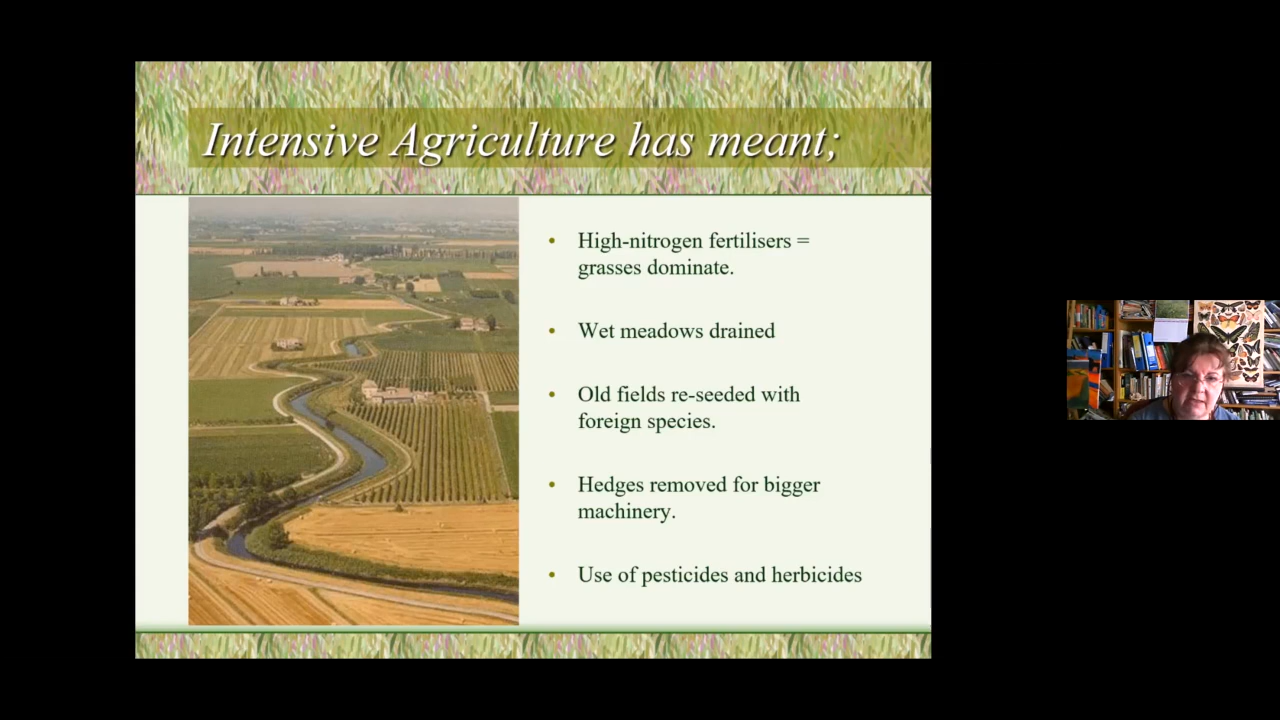 Intensive Agriculture has meant;
• High-nitrogen fertilisers =
grasses dominate.
• Wet meadows drained
• Old fields re-seeded with
foreign species.
• Hedges removed for bigger
machinery.
• Use of pesticides and herbicides